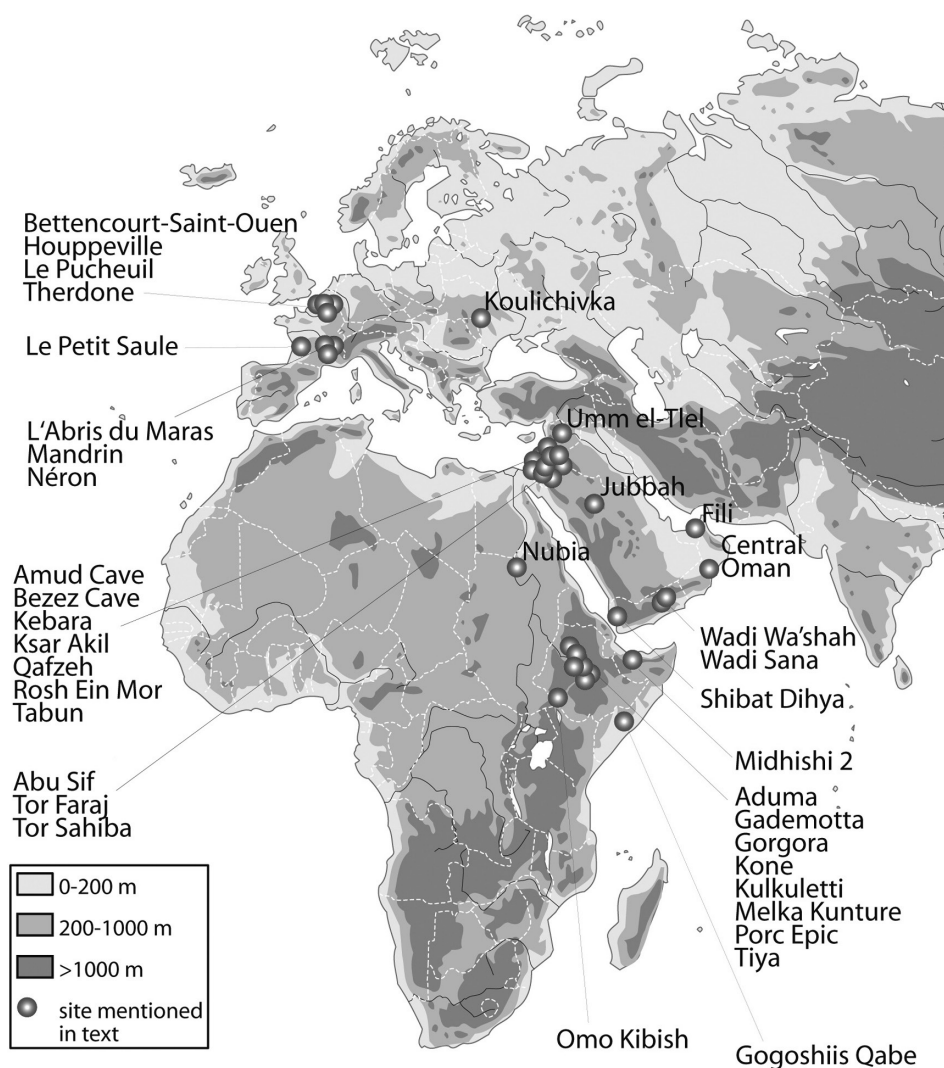 Bettencourt-Saint-Ouen
Houppeville
Le Pucheuil
Therdone
Koulichivka
Le Petit Saule
L'Abris du Maras
Mandrin
Néron
Umm el-Tlel
Jubbah
Fili
Central
Oman
Nubia
Amud Cave
Bezez Cave
Kebara
Ksar Akil
Qafzeh
Rosh Ein Mor
Tabun
Wadi Wa'shah
Wadi Sana
Shibat Dihya
Abu Sif
Tor Faraj
Tor Sahiba
Midhishi 2
Aduma
Gademotta
Gorgora
Kone
Kulkuletti
Melka Kunture
Porc Epic
Tiya
0-200 m
200-1000 m
>1000 m
site mentioned
in text
Omo Kibish
Gogoshiis Qabe